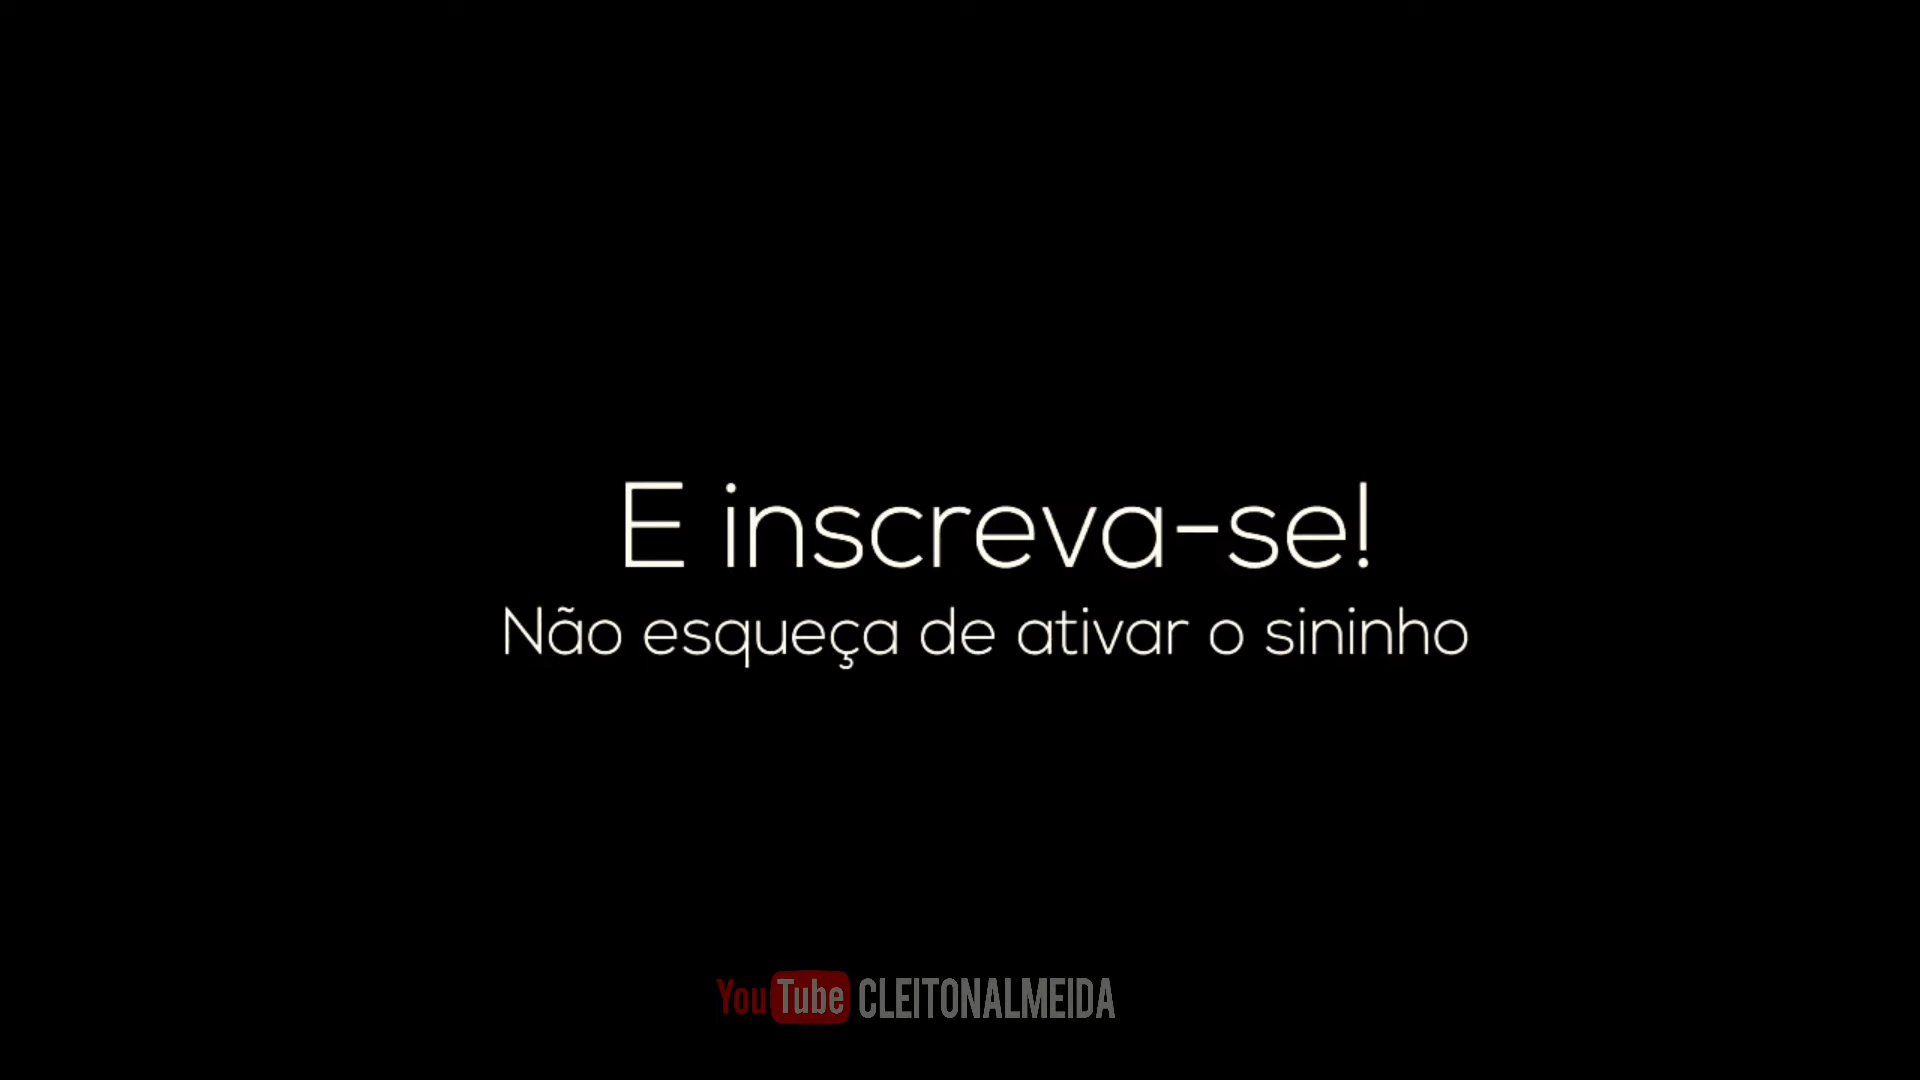 E inscreva-se!
Não esqueça de ativar o sininho
YouTube CLEITONALMEIDA